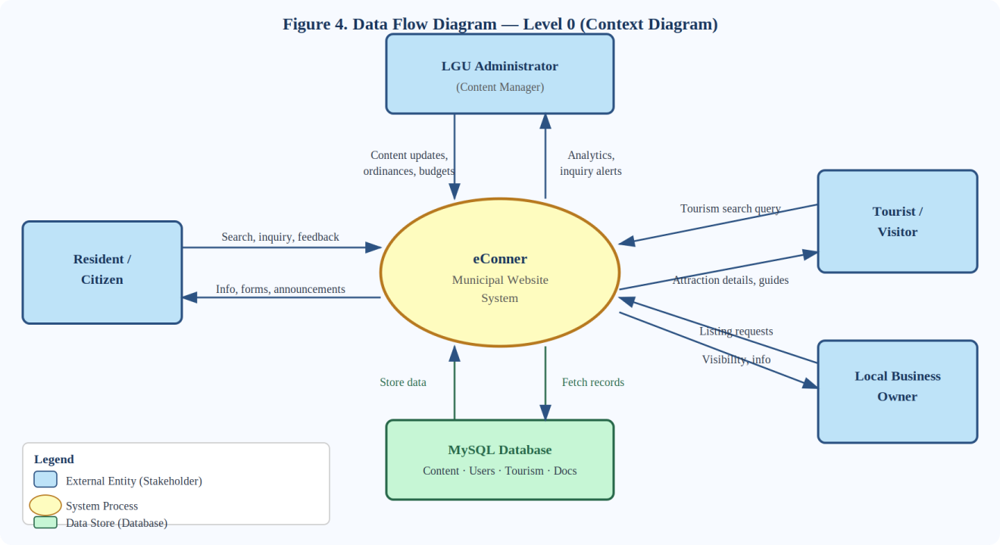 Figure 4. Data Flow Diagram — Level 0 (Context Diagram)
LGU Administrator
(Content Manager)
Content updates,
ordinances, budgets
Analytics,
inquiry alerts
Tourist /
Visitor
Tourism search query
Attraction details, guides
Resident /
Citizen
Search, inquiry, feedback
Info, forms, announcements
eConner
Municipal Website
System
Listing requests
Visibility, info
Local Business
Owner
Store data
Fetch records
MySQL Database
Content · Users · Tourism · Docs
Legend
External Entity (Stakeholder)
System Process
Data Store (Database)